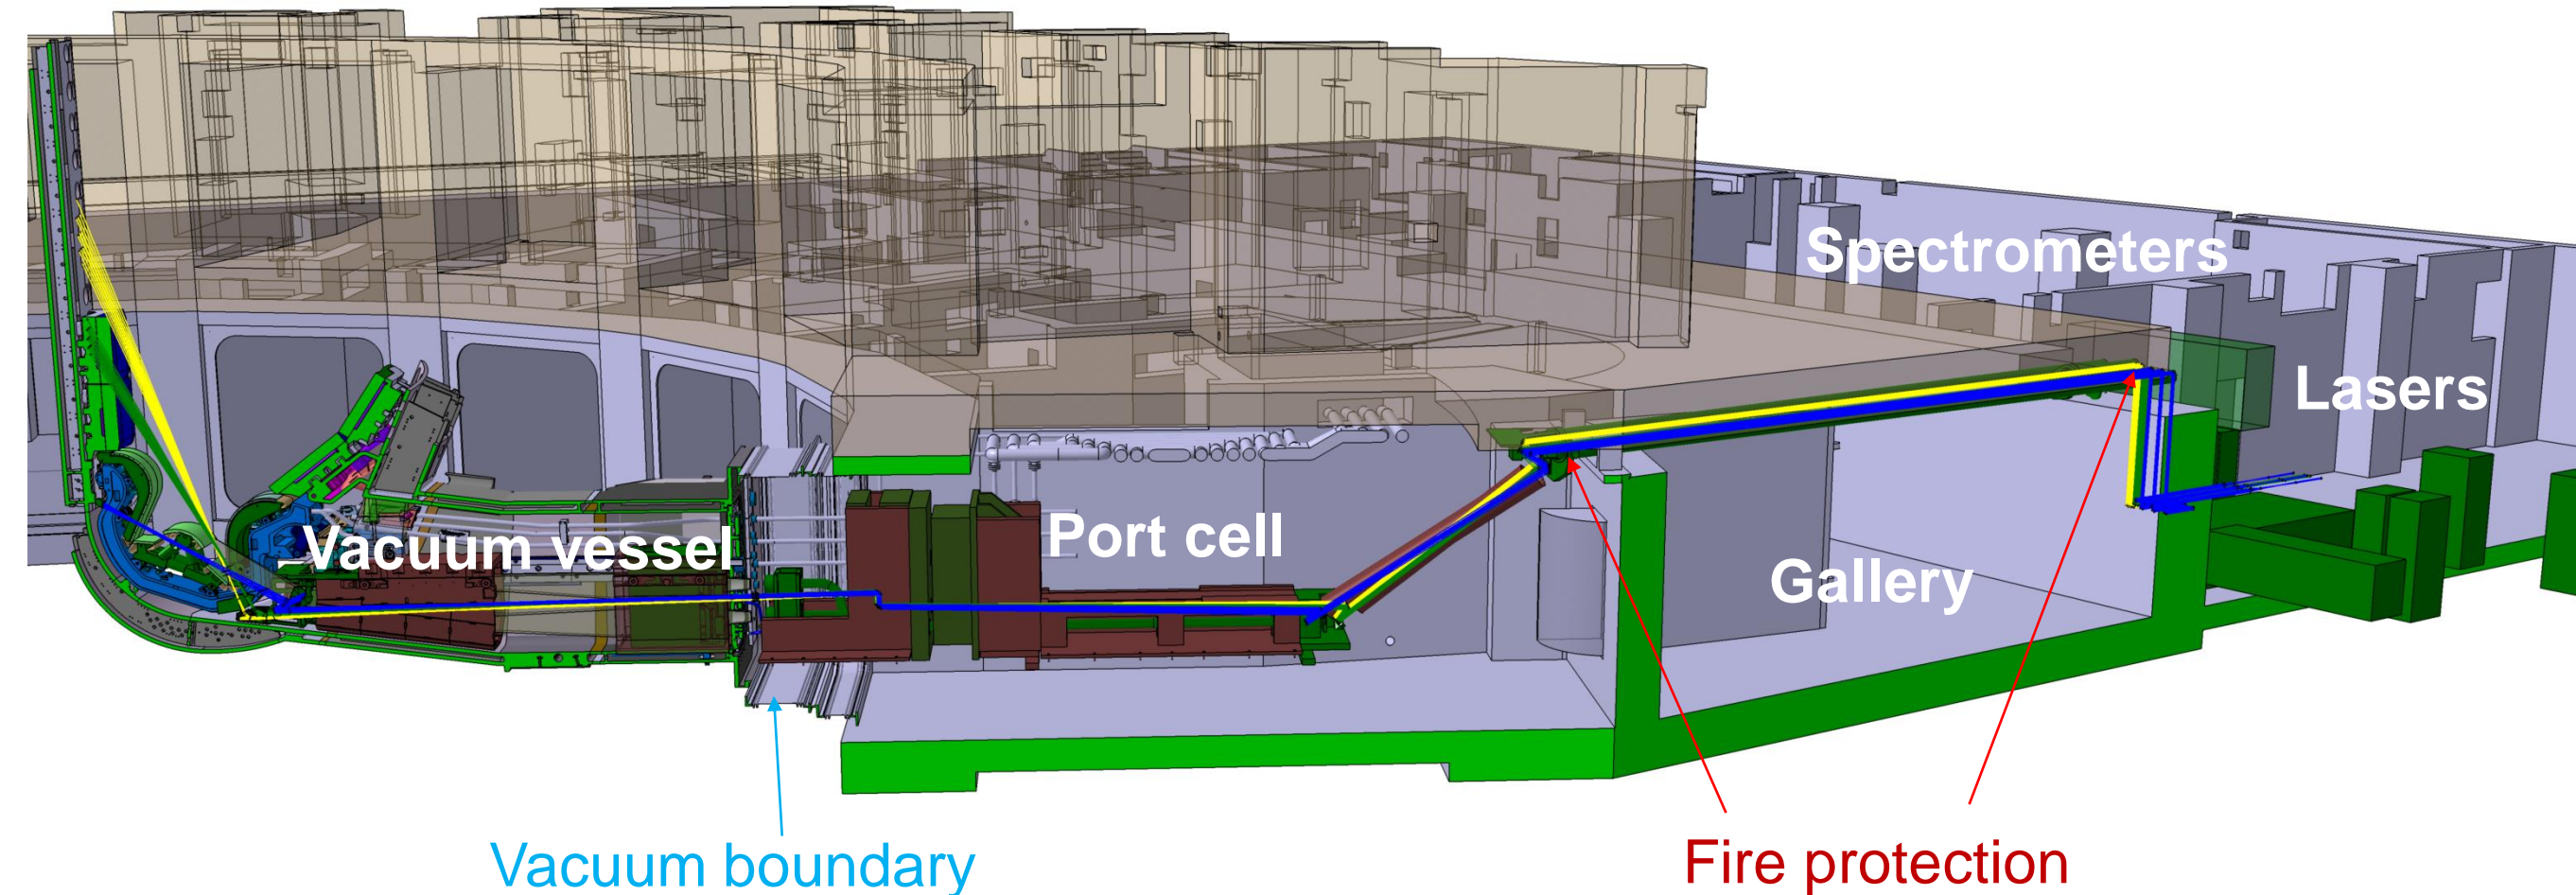 Spectrometers
Lasers
Vacuum vessel
Port cell
Gallery
Vacuum boundary
Fire protection